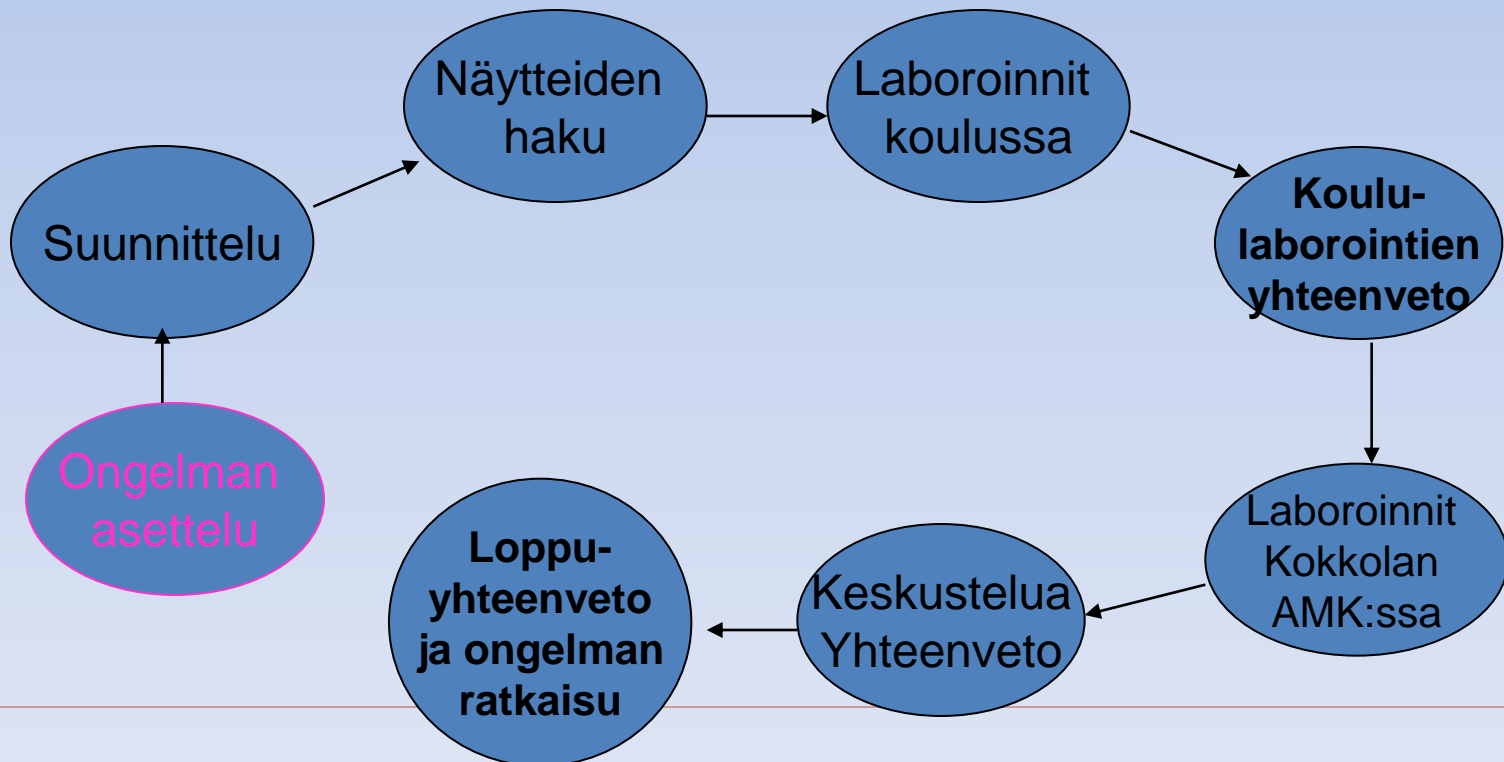 Ongelman
asettelu
Suunnittelu
Näytteiden
haku
Laboroinnit
koulussa
Koulu-
laborointien
yhteenveto
Laboroinnit
Kokkolan
AMK:ssa
Keskustelua
Yhteenveto
Loppu-
yhteenveto
ja ongelman
ratkaisu